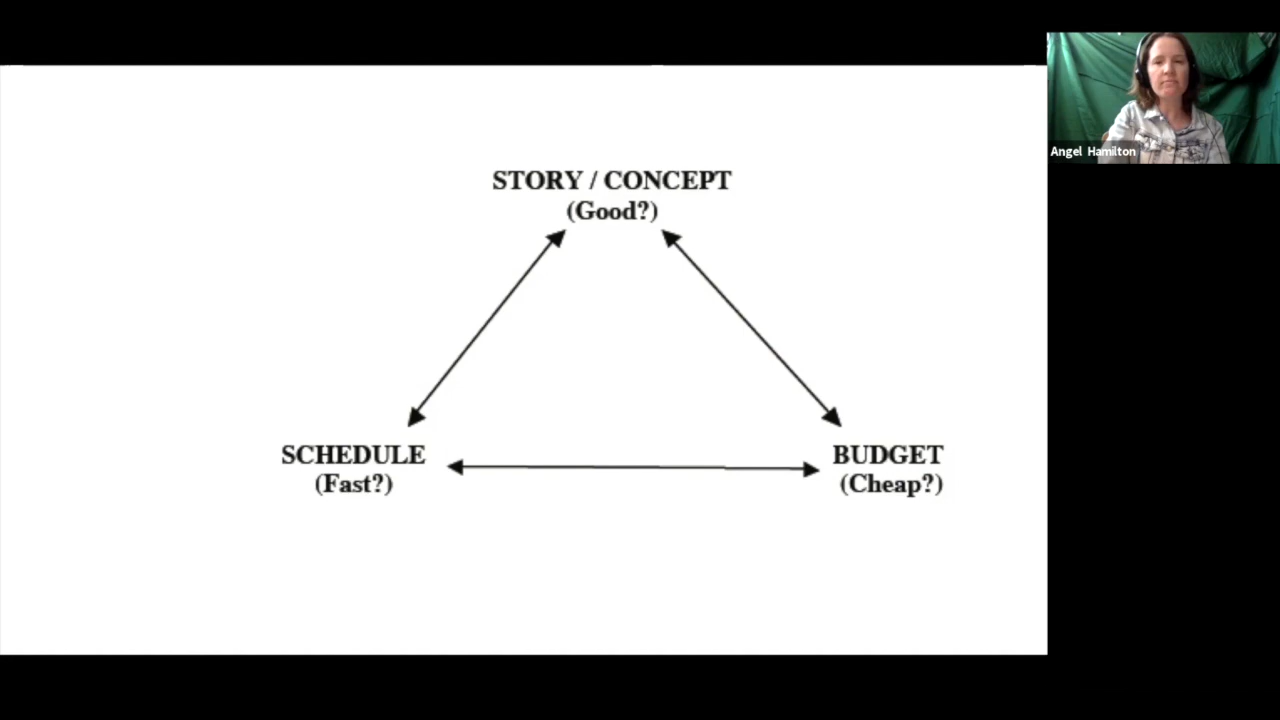 STORY / CONCEPT
(Good?)
SCHEDULE
(Fast?)
BUDGET
(Cheap?)
Angel Hamilton